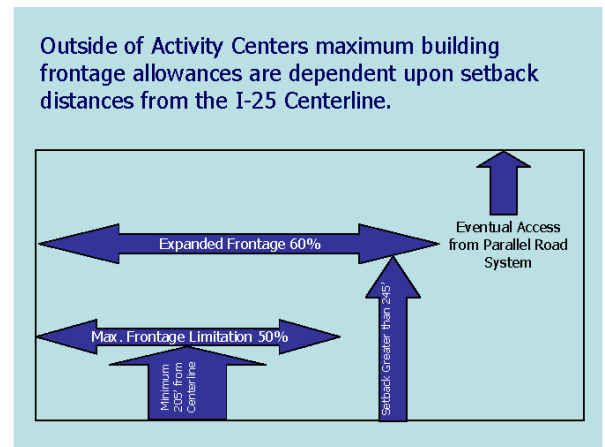 Outside of Activity Centers maximum building
frontage allowances are dependent upon setback
distances from the I-25 Centerline.
Eventual Access
from Parallel Road
System
Expanded Frontage 60%
Setback Greater than 245'
Max. Frontage Limitation 50%
Minimum
205' from
Centerline